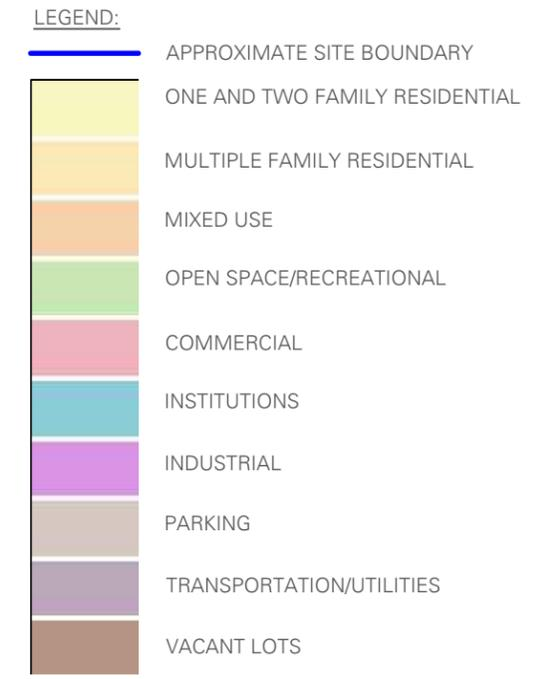 LEGEND:
APPROXIMATE SITE BOUNDARY
ONE AND TWO FAMILY RESIDENTIAL
MULTIPLE FAMILY RESIDENTIAL
MIXED USE
OPEN SPACE/RECREATIONAL
COMMERCIAL
INSTITUTIONS
INDUSTRIAL
PARKING
TRANSPORTATION/UTILITIES
VACANT LOTS